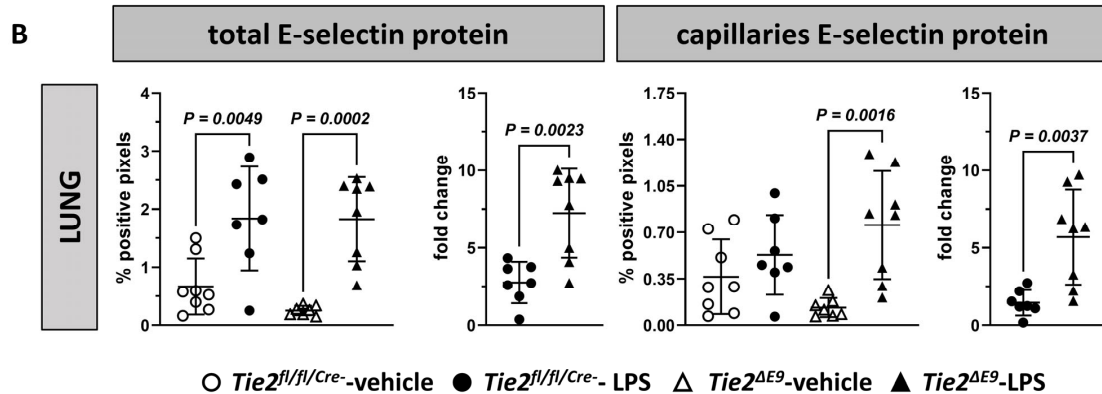 B
total E-selectin protein
capillaries E-selectin protein
LUNG
% positive pixels
4
3
2
1
0
P = 0.0049
P = 0.0002
fold change
15
10
5
0
P = 0.0023
% positive pixels
1.75
1.40
1.05
0.70
0.35
0.00
P = 0.0016
fold change
15
10
5
0
P = 0.0037
Tie2fl/fl/Cre- -vehicle Tie2fl/fl/Cre- - LPS Tie2ΔE9-vehicle Tie2ΔE9-LPS